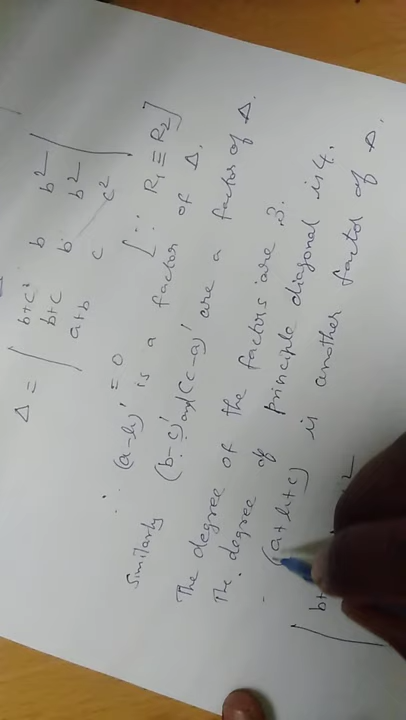 Δ = | b+c b b² |
| b+c b b² |
| a+b c c² |
∴ (a-b)' = 0 [∵ R₁ ≡ R₂]
Similarly (a-b)' is a factor of Δ.
(b-c)' and (c-a)' are a factor of Δ.
The degree of the factors are 3.
The degree of principle diagonal is 4.
(a+b+c) is another factor of Δ.
| b+ 2